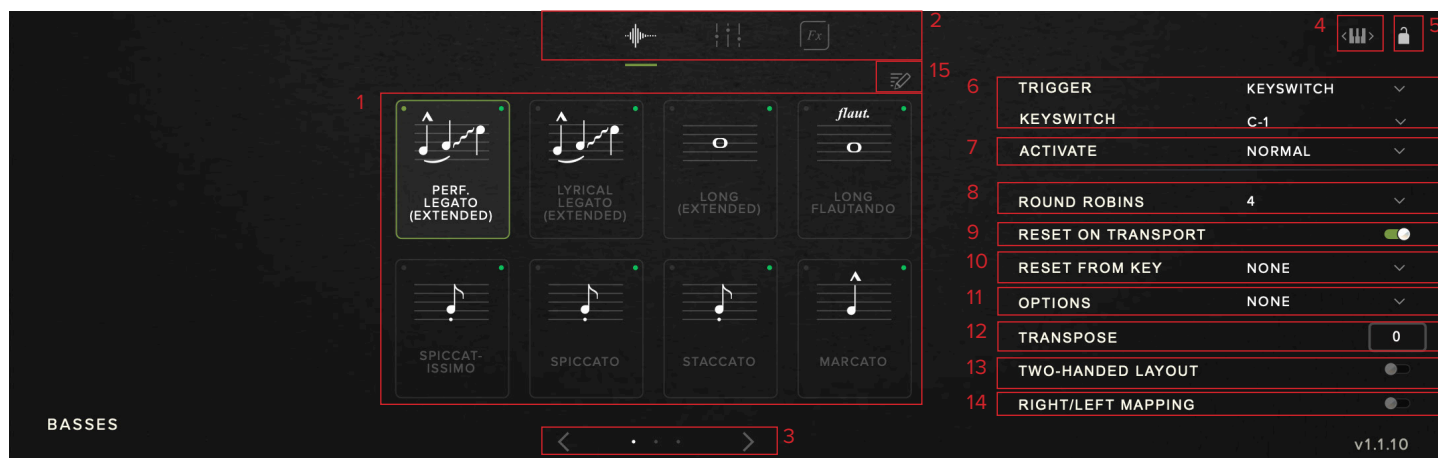 2
Fx
4
5
15
1
flaut.
PERF.
LEGATO
(EXTENDED)
LYRICAL
LEGATO
(EXTENDED)
LONG
(EXTENDED)
LONG
FLAUTANDO
SPICCAT-
ISSIMO
SPICCATO
STACCATO
MARCATO
6 TRIGGER KEYSWITCH
KEYSWITCH C-1
7 ACTIVATE NORMAL
8 ROUND ROBINS 4
9 RESET ON TRANSPORT
10 RESET FROM KEY NONE
11 OPTIONS NONE
12 TRANSPOSE 0
13 TWO-HANDED LAYOUT
14 RIGHT/LEFT MAPPING
BASSES
3
v1.1.10